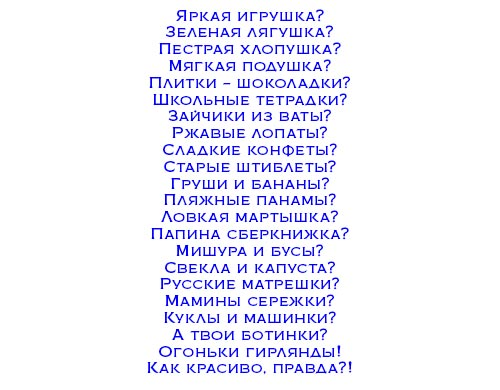 Яркая игрушка?
Зеленая лягушка?
Пестрая хлопушка?
Мягкая подушка?
Плитки – шоколадки?
Школьные тетрадки?
Зайчики из ваты?
Ржавые лопаты?
Сладкие конфеты?
Старые штиблеты?
Груши и бананы?
Пляжные панамы?
Ловкая мартышка?
Папина сберкнижка?
Мишура и бусы?
Свекла и капуста?
Русские матрешки?
Мамины сережки?
Куклы и машинки?
А твои ботинки?
Огоньки гирлянды!
Как красиво, правда?!